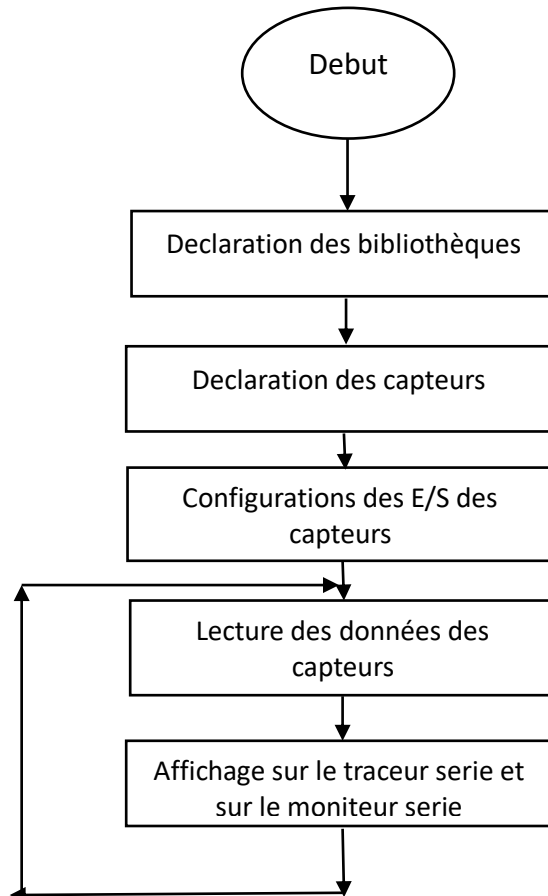 Debut
Declaration des bibliothèques
Declaration des capteurs
Configurations des E/S des
capteurs
Lecture des données des
capteurs
Affichage sur le traceur serie et
sur le moniteur serie